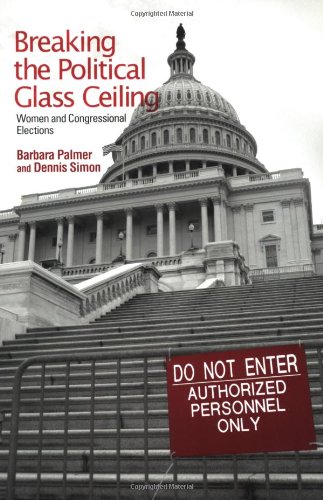 Copyrighted Material
Breaking
the Political
Glass Ceiling
Women and Congressional
Elections
Barbara Palmer
and Dennis Simon
DO NOT ENTER
AUTHORIZED
PERSONNEL
ONLY
Copyrighted Material